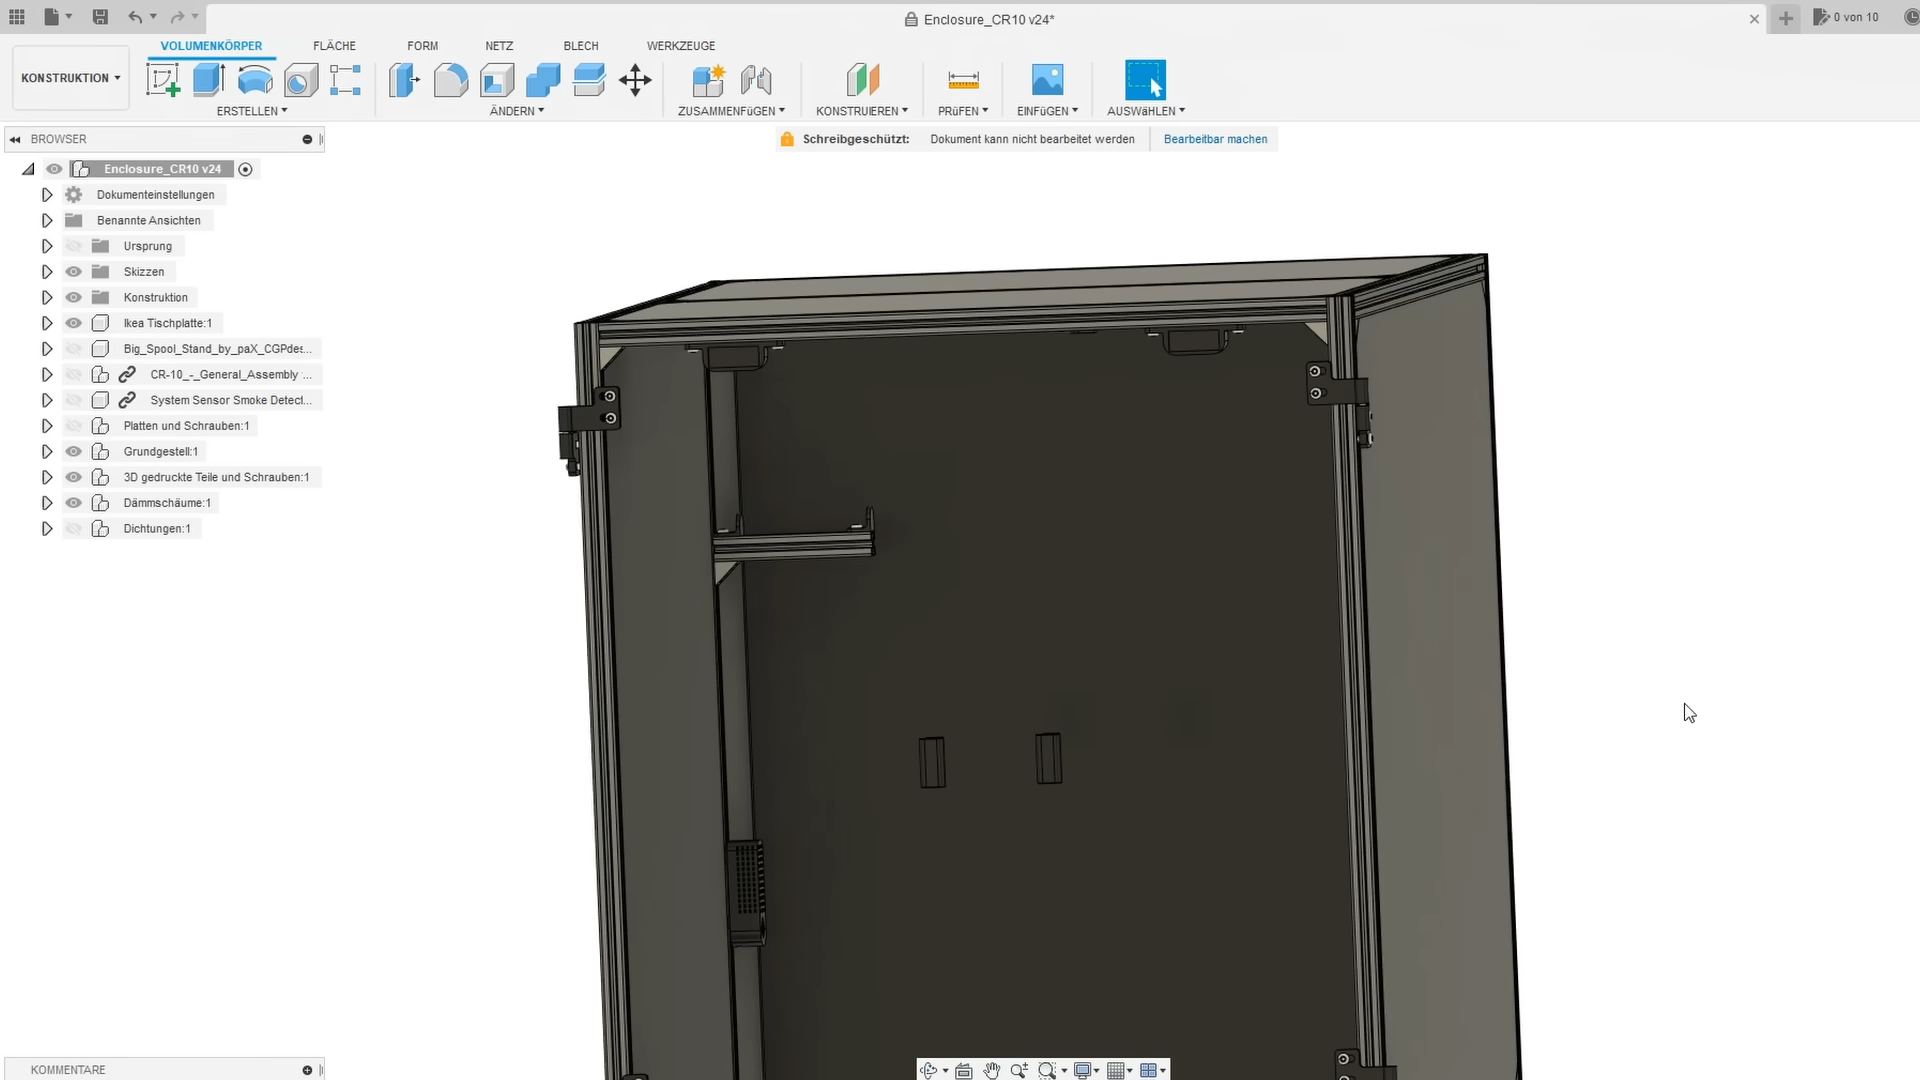 Enclosure_CR10 v24*
0 von 10
KONSTRUKTION
VOLUMENKÖRPER
FLÄCHE
FORM
NETZ
BLECH
WERKZEUGE
ERSTELLEN
ÄNDERN
ZUSAMMENFüGEN
KONSTRUIEREN
PRüFEN
EINFüGEN
AUSWäHLEN
BROWSER
Schreibgeschützt: Dokument kann nicht bearbeitet werden Bearbeitbar machen
Enclosure_CR10 v24
Dokumenteinstellungen
Benannte Ansichten
Ursprung
Skizzen
Konstruktion
Ikea Tischplatte:1
Big_Spool_Stand_by_paX_CGPdes...
CR-10_-_General_Assembly ...
System Sensor Smoke Detect...
Platten und Schrauben:1
Grundgestell:1
3D gedruckte Teile und Schrauben:1
Dämmschäume:1
Dichtungen:1
KOMMENTARE